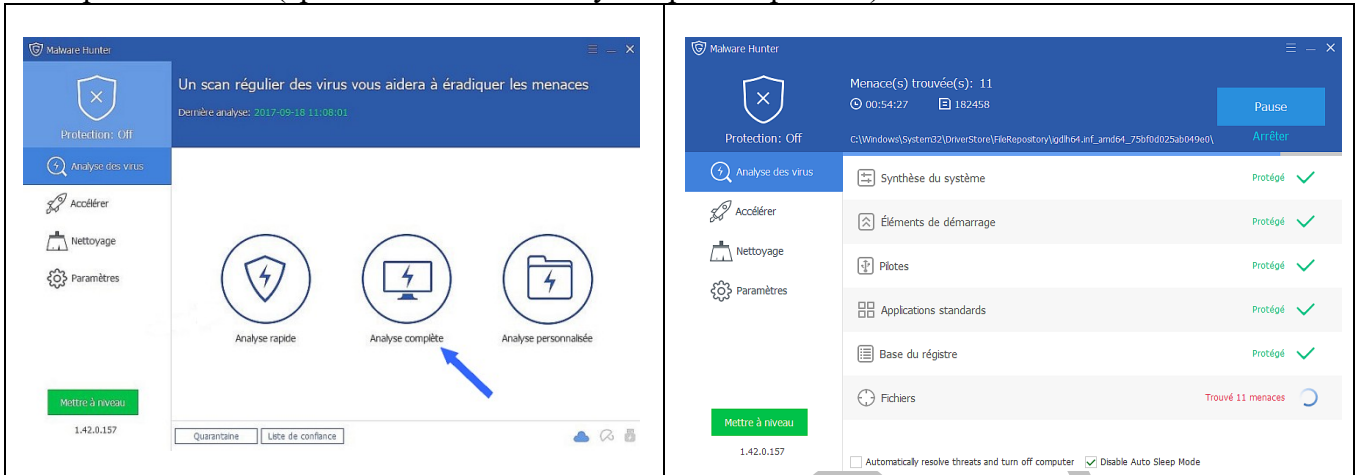 Malware Hunter
Un scan régulier des virus vous aidera à éradiquer les menaces
Dernière analyse: 2017-09-18 11:08:01
Protection: Off
Analyse des virus
Accélérer
Nettoyage
Paramètres
Analyse rapide
Analyse complète
Analyse personnalisée
Mettre à niveau
1.42.0.157
Quarantaine
Liste de confiance
Malware Hunter
Menace(s) trouvée(s): 11
00:54:27 182458
Pause
Protection: Off
C:\Windows\System32\DriverStore\FileRepository\igdlh64.inf_amd64_75bf0d025ab049e0\
Arrêter
Analyse des virus
Accélérer
Nettoyage
Paramètres
Synthèse du système Protégé
Éléments de démarrage Protégé
Pilotes Protégé
Applications standards Protégé
Base du régistre Protégé
Fichiers Trouvé 11 menaces
Mettre à niveau
1.42.0.157
Automatically resolve threats and turn off computer Disable Auto Sleep Mode